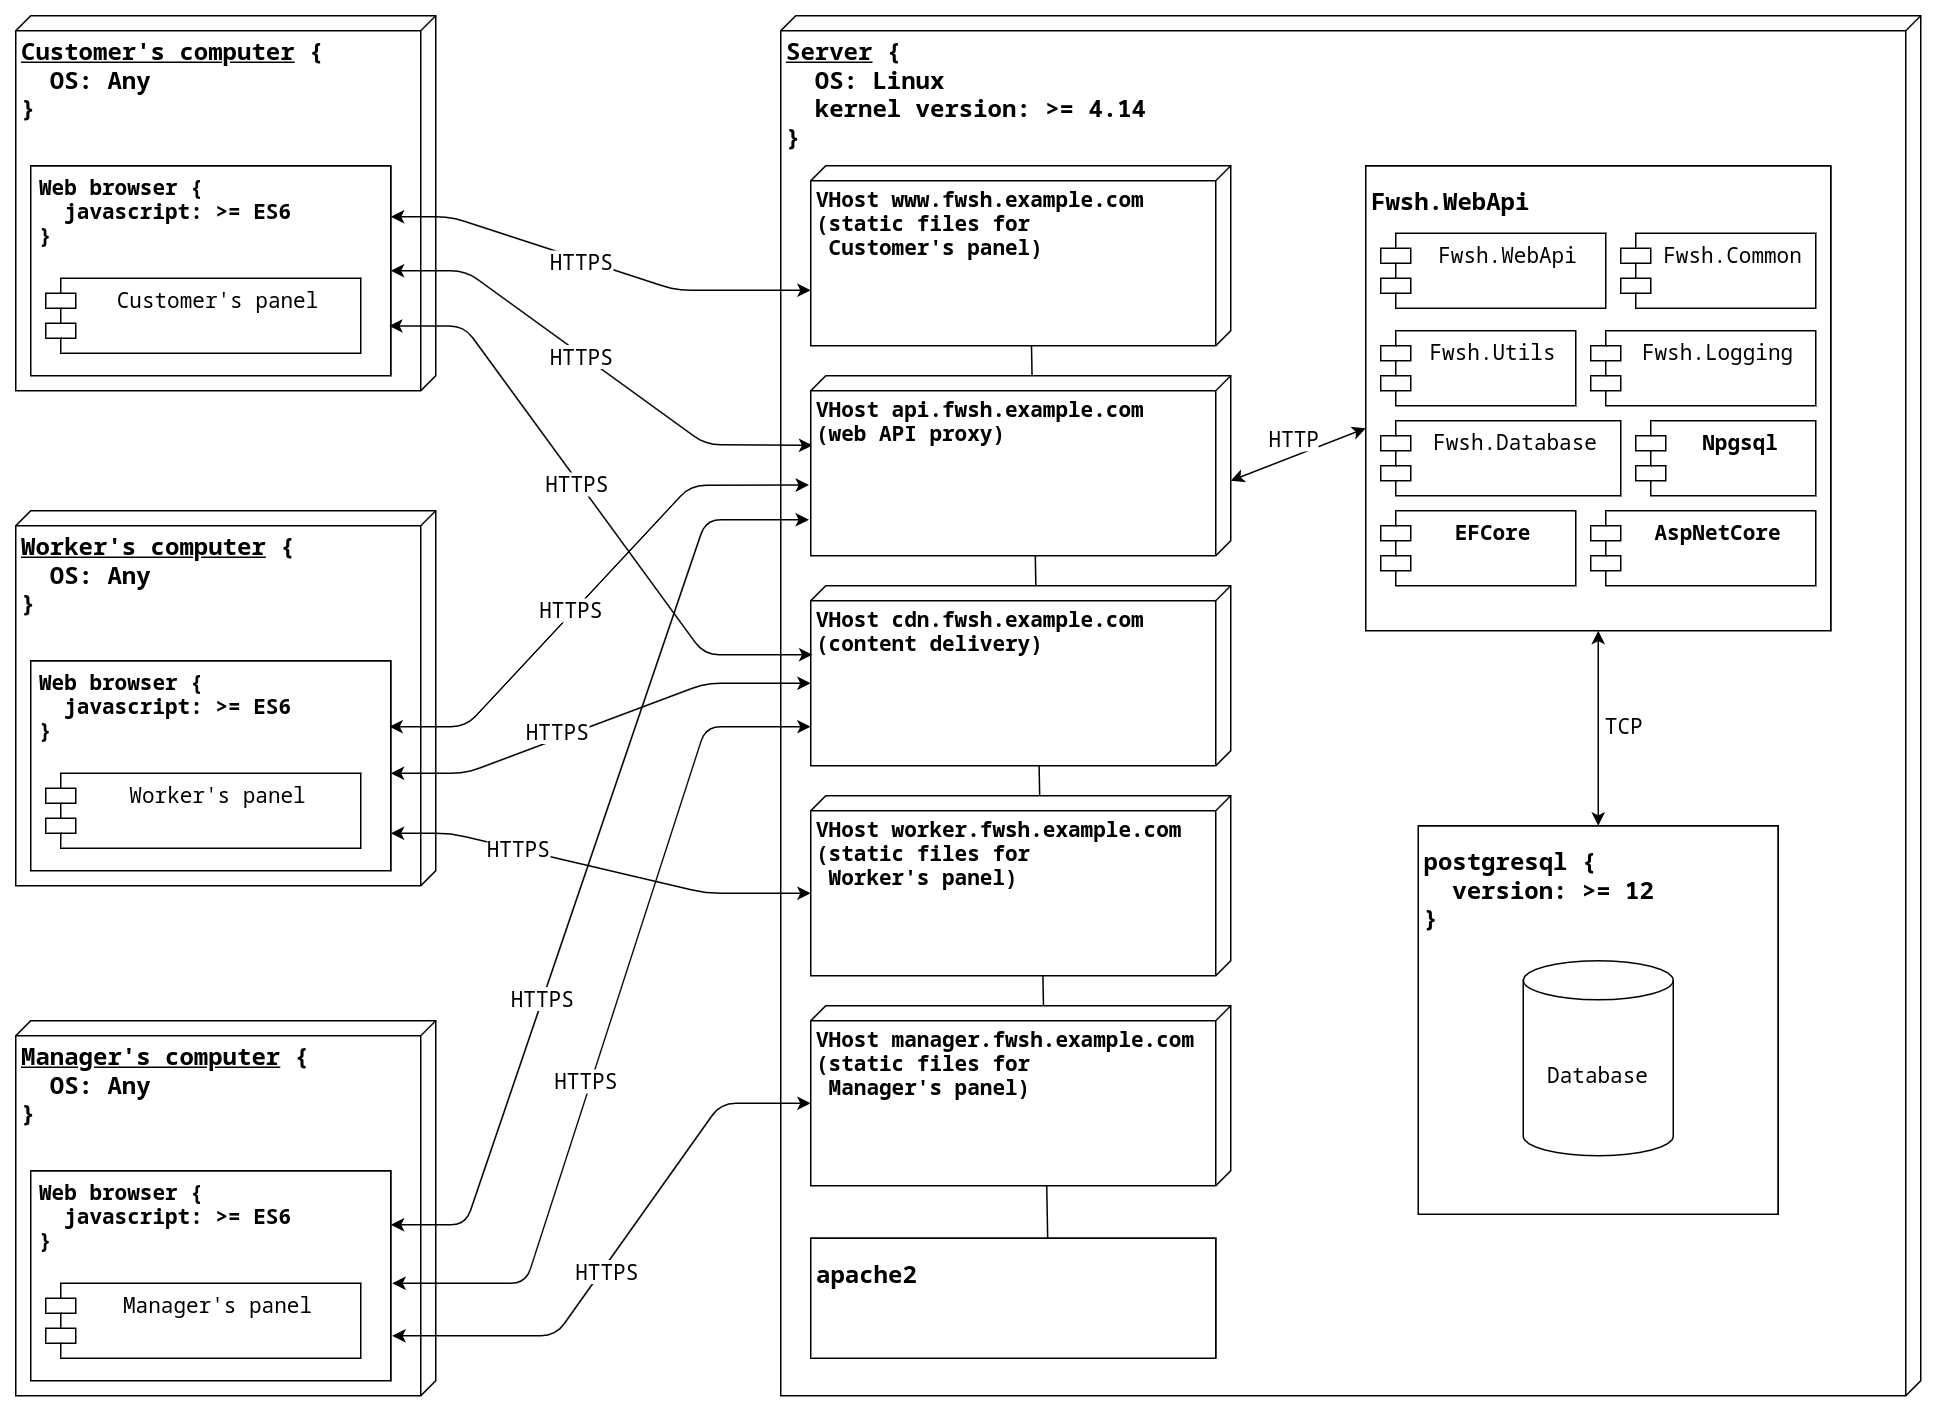 Customer's computer {
  OS: Any
}
Web browser {
  javascript: >= ES6
}
Customer's panel
HTTPS
HTTPS
HTTPS
Worker's computer {
  OS: Any
}
Web browser {
  javascript: >= ES6
}
Worker's panel
HTTPS
HTTPS
HTTPS
Manager's computer {
  OS: Any
}
Web browser {
  javascript: >= ES6
}
Manager's panel
HTTPS
HTTPS
HTTPS
Server {
  OS: Linux
  kernel version: >= 4.14
}
VHost www.fwsh.example.com
(static files for
 Customer's panel)
VHost api.fwsh.example.com
(web API proxy)
VHost cdn.fwsh.example.com
(content delivery)
VHost worker.fwsh.example.com
(static files for
 Worker's panel)
VHost manager.fwsh.example.com
(static files for
 Manager's panel)
apache2
HTTP
Fwsh.WebApi
Fwsh.WebApi
Fwsh.Common
Fwsh.Utils
Fwsh.Logging
Fwsh.Database
Npgsql
EFCore
AspNetCore
TCP
postgresql {
  version: >= 12
}
Database